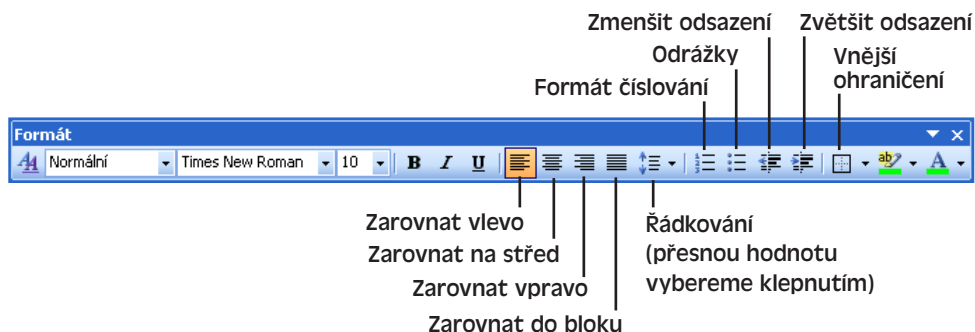 Zmenšit odsazení
Zvětšit odsazení
Odrážky
Vnější
ohraničení
Formát číslování
Formát
Normální
Times New Roman
10
B I U
ab
A
Zarovnat vlevo
Zarovnat na střed
Zarovnat vpravo
Zarovnat do bloku
Řádkování
(přesnou hodnotu
vybereme klepnutím)